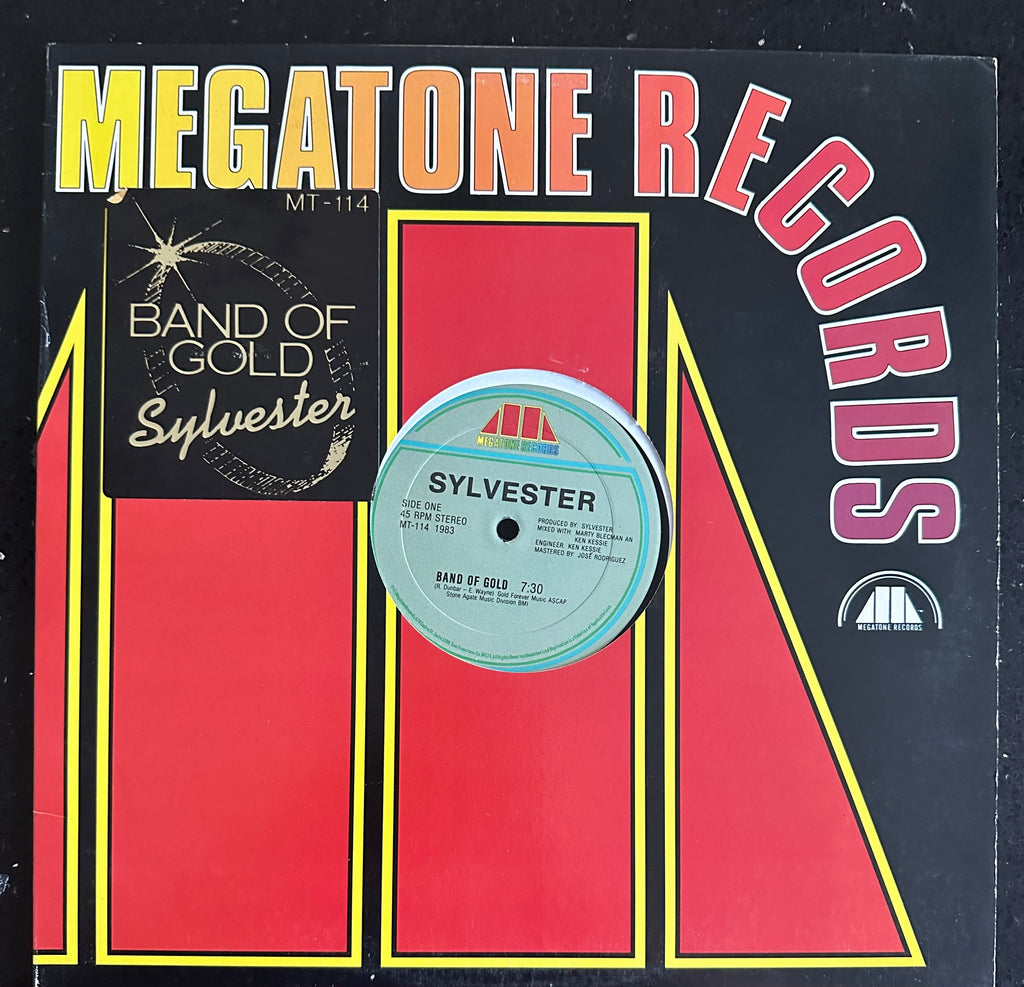 MEGATONE RECORDS
MT-114
BAND OF
GOLD
Sylvester
MEGATONE RECORDS
SYLVESTER
SIDE ONE
45 RPM STEREO
MT-114 1983
PRODUCED BY: SYLVESTER
MIXED WITH: MARTY BLECMAN AN
KEN KESSIE
ENGINEER: KEN KESSIE
MASTERED BY: JOSE RODRIGUEZ
BAND OF GOLD 7:30
(R. Dunbar – E. Wayne) Gold Forever Music ASCAP
Stone Agate Music Division BMI
MEGATONE RECORDS